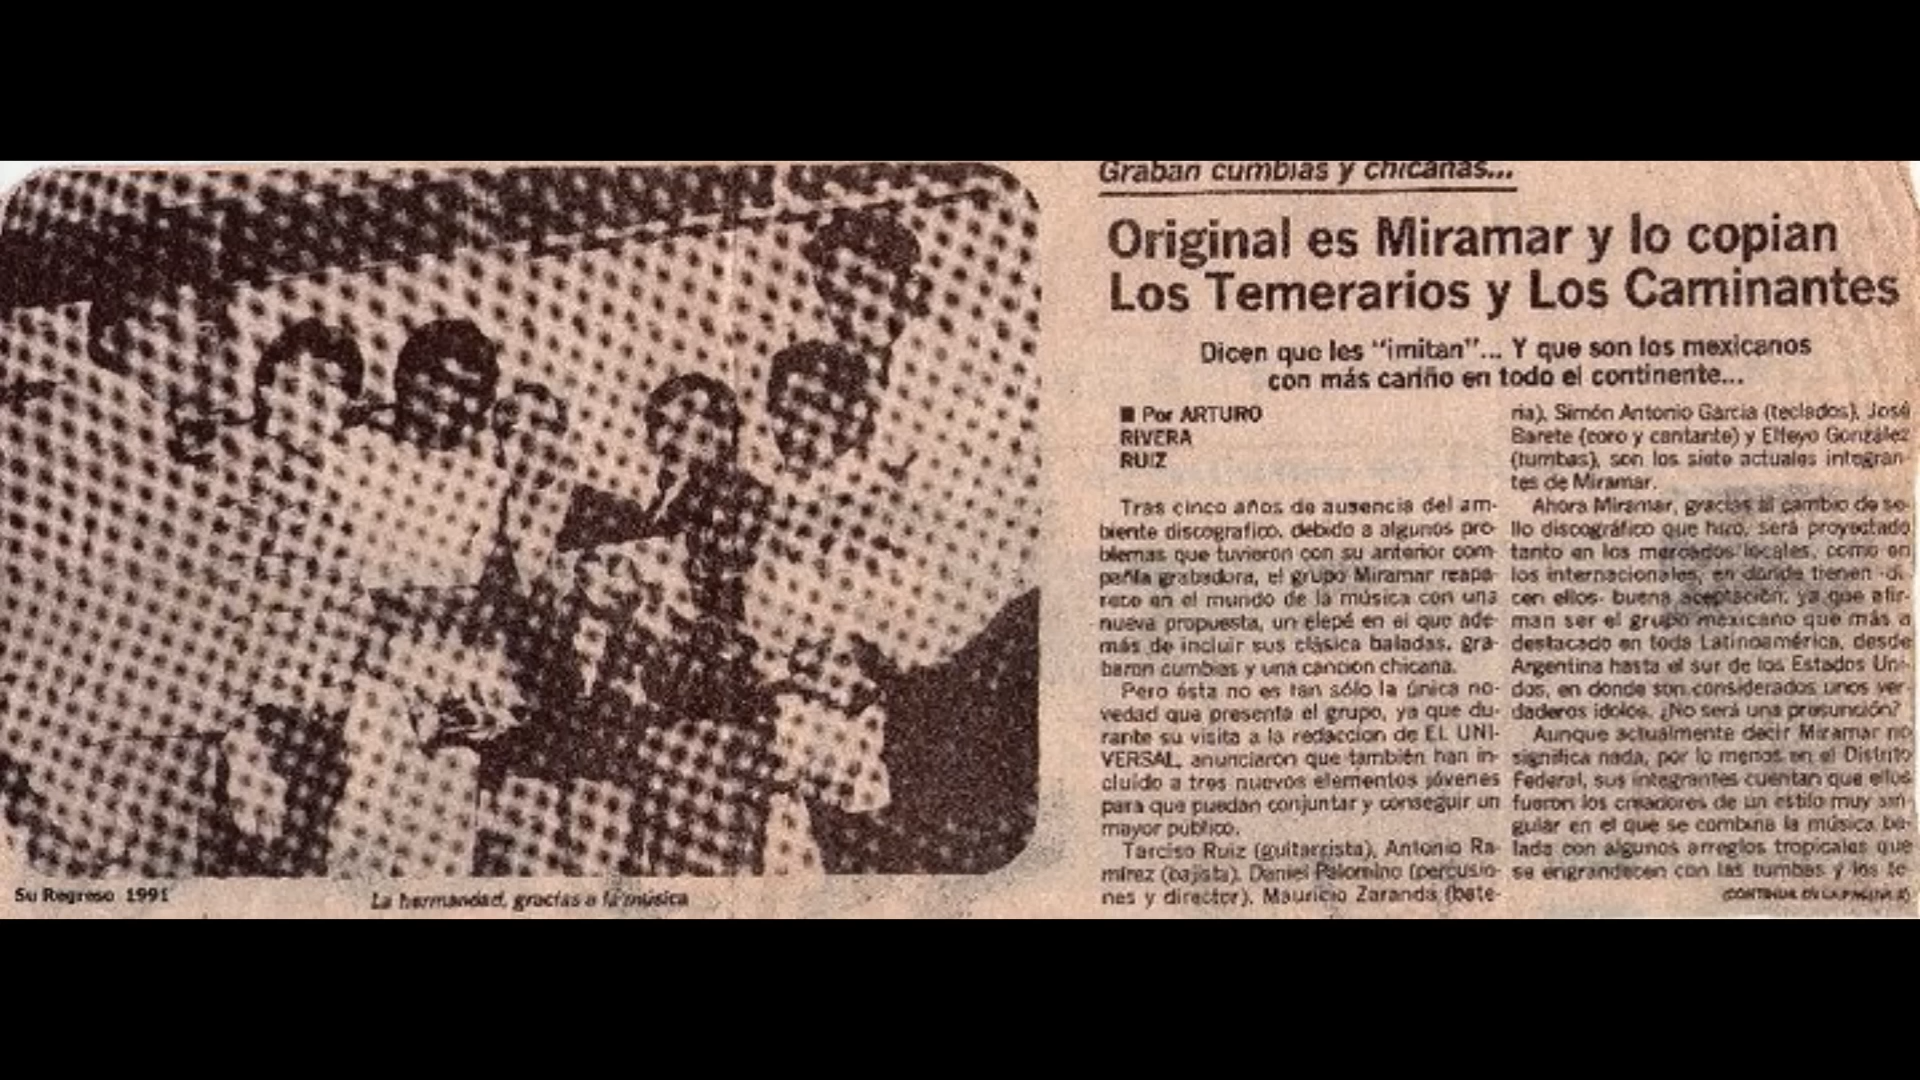 Graban cumbias y chicanas...
Original es Miramar y lo copian
Los Temerarios y Los Caminantes
Dicen que les "imitan"... Y que son los mexicanos
con más cariño en todo el continente...
■ Por ARTURO
RIVERA
RUIZ
Tras cinco años de ausencia del am-
biente discografico, debido a algunos pro-
blemas que tuvieron con su anterior com-
pañía grabadora, el grupo Miramar reapa-
rece en el mundo de la música con una
nueva propuesta, un elepé en el que ade-
más de incluir sus clásica baladas, gra-
baron cumbias y una canción chicana.
Pero ésta no es tan sólo la única no-
vedad que presenta el grupo, ya que du-
rante su visita a la redaccion de EL UNI-
VERSAL, anunciaron que también han in-
cluido a tres nuevos elementos jóvenes
para que puedan conjuntar y conseguir un
mayor público.
Tarciso Ruiz (guitarrista), Antonio Ra-
mírez (bajista), Daniel Palomino (percusio-
nes y director), Mauricio Zaranda (bate-
ria), Simón Antonio Garcia (teclados), José
Barete (coro y cantante) y Elfeyo González
(tumbas), son los siete actuales integran-
tes de Miramar.
Ahora Miramar, gracias al cambio de se-
llo discográfico que hizo, será proyectado
tanto en los mercados locales, como en
los internacionales, en donde tienen -di-
cen ellos- buena aceptación, ya que afir-
man ser el grupo mexicano que más a
destacado en toda Latinoamérica, desde
Argentina hasta el sur de los Estados Uni-
dos, en donde son considerados unos ver-
daderos idolos. ¿No será una presunción?
Aunque actualmente decir Miramar no
significa nada, por lo menos en el Distrito
Federal, sus integrantes cuentan que ellos
fueron los creadores de un estilo muy sin-
gular en el que se combina la música ba-
lada con algunos arreglos tropicales que
se engrandecen con las tumbas y los te-
(CONTINUA EN LA PAGINA
Su Regreso 1991
La hermandad, gracias a la música